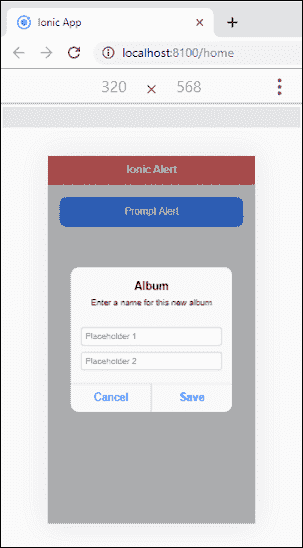 Ionic App
localhost:8100/home
320 × 568
Ionic Alert
Prompt Alert
Album
Enter a name for this new album
Placeholder 1
Placeholder 2
Cancel Save